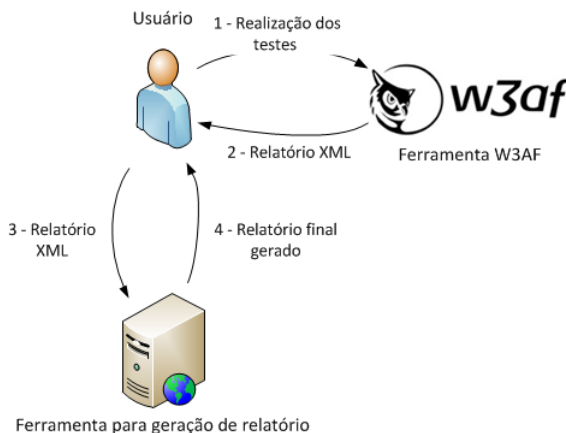 Usuário
1 - Realização dos
testes
w3af
2 - Relatório XML
Ferramenta W3AF
3 - Relatório
XML
4 - Relatório final
gerado
Ferramenta para geração de relatório